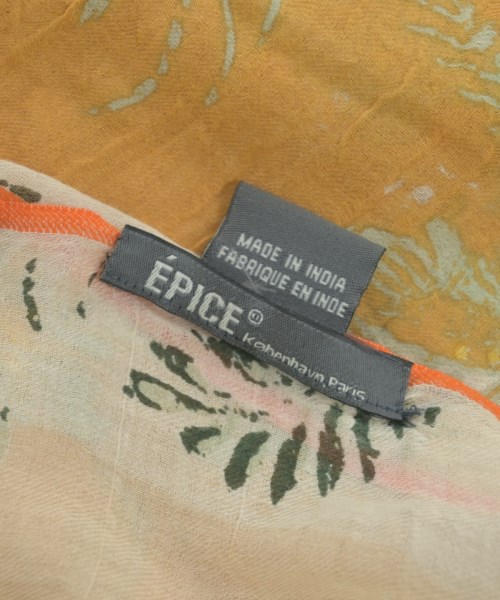 MADE IN INDIA
FABRIQUE EN INDE
ÉPICE®
København, Paris